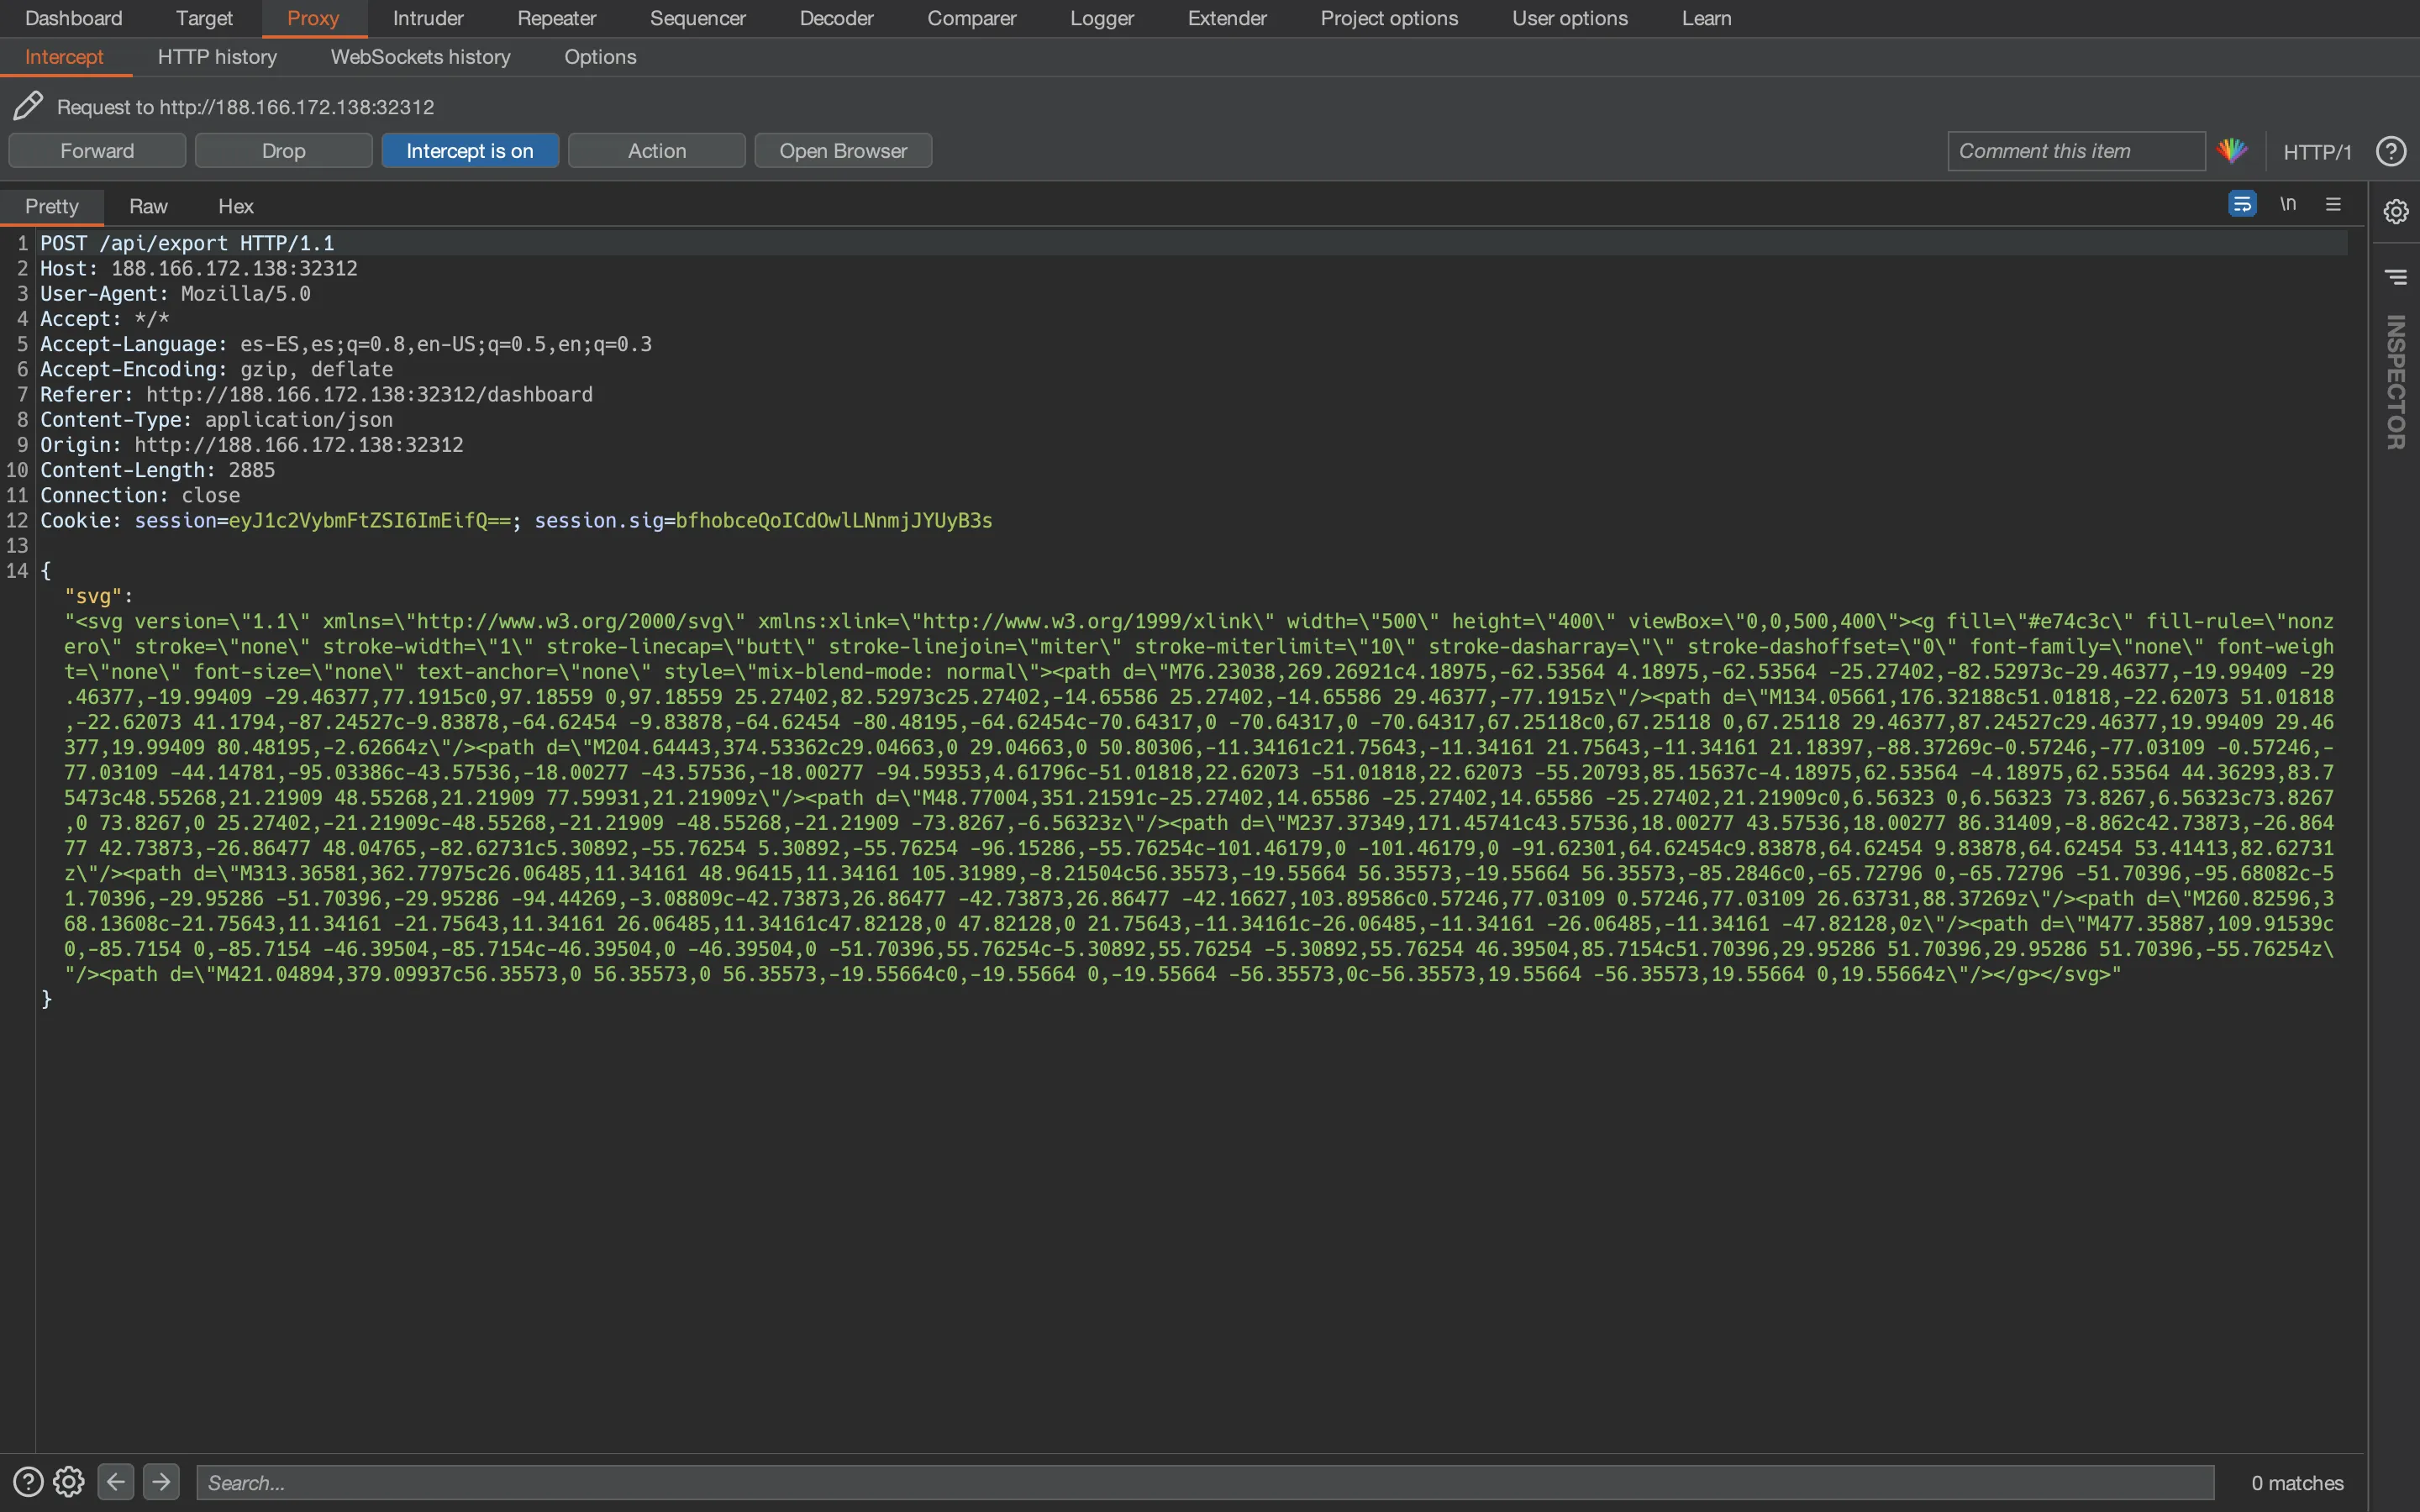 Dashboard Target Proxy Intruder Repeater Sequencer Decoder Comparer Logger Extender Project options User options Learn
Intercept HTTP history WebSockets history Options
Request to http://188.166.172.138:32312
Forward Drop Intercept is on Action Open Browser Comment this item HTTP/1 ?
Pretty Raw Hex \n
INSPECTOR
1 POST /api/export HTTP/1.1
2 Host: 188.166.172.138:32312
3 User-Agent: Mozilla/5.0
4 Accept: */*
5 Accept-Language: es-ES,es;q=0.8,en-US;q=0.5,en;q=0.3
6 Accept-Encoding: gzip, deflate
7 Referer: http://188.166.172.138:32312/dashboard
8 Content-Type: application/json
9 Origin: http://188.166.172.138:32312
10 Content-Length: 2885
11 Connection: close
12 Cookie: session=eyJ1c2VybmFtZSI6ImEifQ==; session.sig=bfhobceQoICdOwlLNnmjJYUyB3s
13
14 {
"svg":
"<svg version=\"1.1\" xmlns=\"http://www.w3.org/2000/svg\" xmlns:xlink=\"http://www.w3.org/1999/xlink\" width=\"500\" height=\"400\" viewBox=\"0,0,500,400\"><g fill=\"#e74c3c\" fill-rule=\"nonz
ero\" stroke=\"none\" stroke-width=\"1\" stroke-linecap=\"butt\" stroke-linejoin=\"miter\" stroke-miterlimit=\"10\" stroke-dasharray=\"\" stroke-dashoffset=\"0\" font-family=\"none\" font-weigh
t=\"none\" font-size=\"none\" text-anchor=\"none\" style=\"mix-blend-mode: normal\"><path d=\"M76.23038,269.26921c4.18975,-62.53564 4.18975,-62.53564 -25.27402,-82.52973c-29.46377,-19.99409 -29
.46377,-19.99409 -29.46377,77.1915c0,97.18559 0,97.18559 25.27402,82.52973c25.27402,-14.65586 25.27402,-14.65586 29.46377,-77.1915z\"/><path d=\"M134.05661,176.32188c51.01818,-22.62073 51.01818
,-22.62073 41.1794,-87.24527c-9.83878,-64.62454 -9.83878,-64.62454 -80.48195,-64.62454c-70.64317,0 -70.64317,0 -70.64317,67.25118c0,67.25118 0,67.25118 29.46377,87.24527c29.46377,19.99409 29.46
377,19.99409 80.48195,-2.62664z\"/><path d=\"M204.64443,374.53362c29.04663,0 29.04663,0 50.80306,-11.34161c21.75643,-11.34161 21.75643,-11.34161 21.18397,-88.37269c-0.57246,-77.03109 -0.57246,-
77.03109 -44.14781,-95.03386c-43.57536,-18.00277 -43.57536,-18.00277 -94.59353,4.61796c-51.01818,22.62073 -51.01818,22.62073 -55.20793,85.15637c-4.18975,62.53564 -4.18975,62.53564 44.36293,83.7
5473c48.55268,21.21909 48.55268,21.21909 77.59931,21.21909z\"/><path d=\"M48.77004,351.21591c-25.27402,14.65586 -25.27402,14.65586 -25.27402,21.21909c0,6.56323 0,6.56323 73.8267,6.56323c73.8267
,0 73.8267,0 25.27402,-21.21909c-48.55268,-21.21909 -48.55268,-21.21909 -73.8267,-6.56323z\"/><path d=\"M237.37349,171.45741c43.57536,18.00277 43.57536,18.00277 86.31409,-8.862c42.73873,-26.864
77 42.73873,-26.86477 48.04765,-82.62731c5.30892,-55.76254 5.30892,-55.76254 -96.15286,-55.76254c-101.46179,0 -101.46179,0 -91.62301,64.62454c9.83878,64.62454 9.83878,64.62454 53.41413,82.62731
z\"/><path d=\"M313.36581,362.77975c26.06485,11.34161 48.96415,11.34161 105.31989,-8.21504c56.35573,-19.55664 56.35573,-19.55664 56.35573,-85.2846c0,-65.72796 0,-65.72796 -51.70396,-95.68082c-5
1.70396,-29.95286 -51.70396,-29.95286 -94.44269,-3.08809c-42.73873,26.86477 -42.73873,26.86477 -42.16627,103.89586c0.57246,77.03109 0.57246,77.03109 26.63731,88.37269z\"/><path d=\"M260.82596,3
68.13608c-21.75643,11.34161 -21.75643,11.34161 26.06485,11.34161c47.82128,0 47.82128,0 21.75643,-11.34161c-26.06485,-11.34161 -26.06485,-11.34161 -47.82128,0z\"/><path d=\"M477.35887,109.91539c
0,-85.7154 0,-85.7154 -46.39504,-85.7154c-46.39504,0 -46.39504,0 -51.70396,55.76254c-5.30892,55.76254 -5.30892,55.76254 46.39504,85.7154c51.70396,29.95286 51.70396,29.95286 51.70396,-55.76254z\
"/><path d=\"M421.04894,379.09937c56.35573,0 56.35573,0 56.35573,-19.55664c0,-19.55664 0,-19.55664 -56.35573,0c-56.35573,19.55664 -56.35573,19.55664 0,19.55664z\"/></g></svg>"
}
? Search... 0 matches